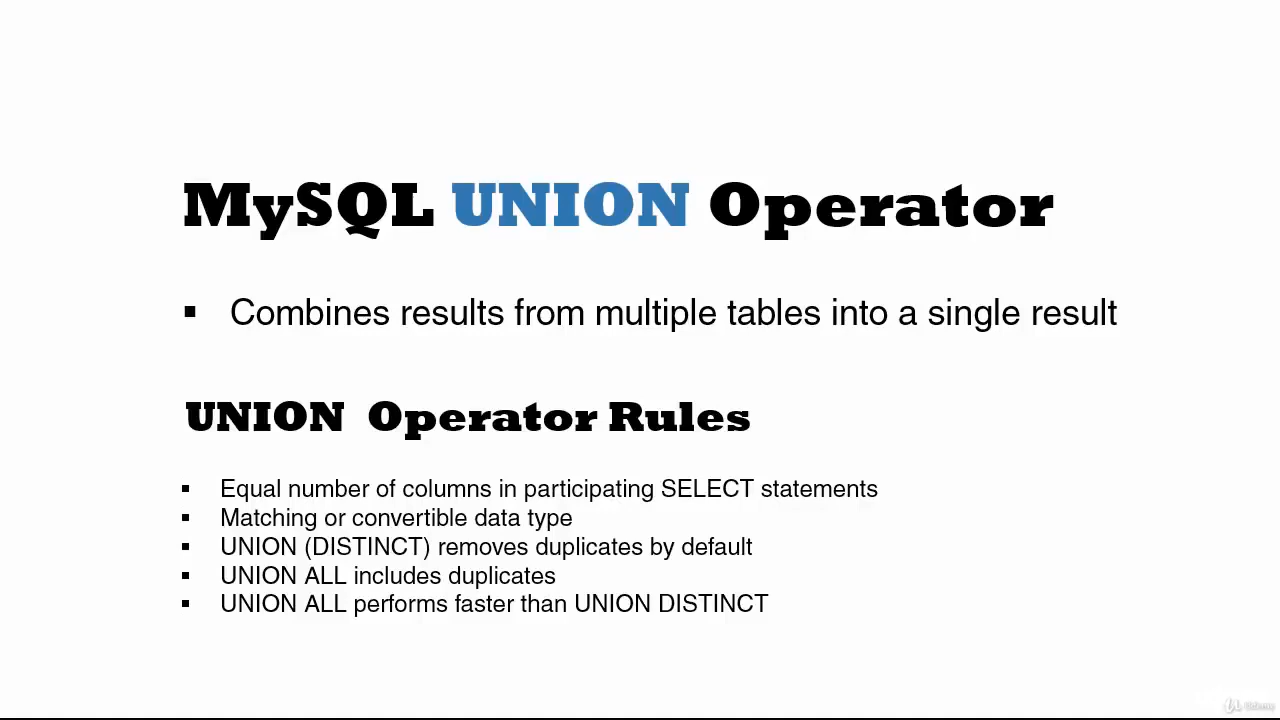 MySQL UNION Operator
▪ Combines results from multiple tables into a single result
UNION Operator Rules
▪ Equal number of columns in participating SELECT statements
▪ Matching or convertible data type
▪ UNION (DISTINCT) removes duplicates by default
▪ UNION ALL includes duplicates
▪ UNION ALL performs faster than UNION DISTINCT
Udemy